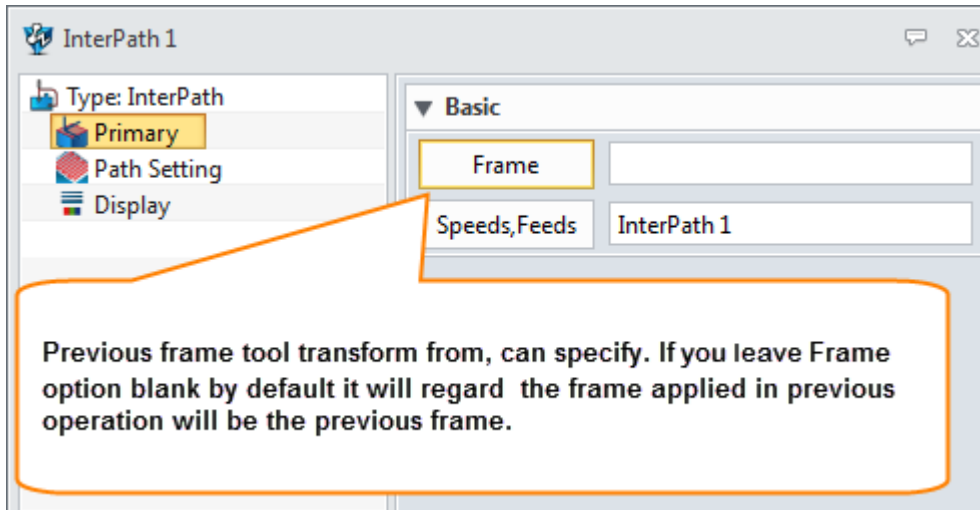 InterPath 1
Type: InterPath
Primary
Path Setting
Display
Basic
Frame
Speeds,Feeds
InterPath 1
Previous frame tool transform from, can specify. If you leave Frame
option blank by default it will regard the frame applied in previous
operation will be the previous frame.